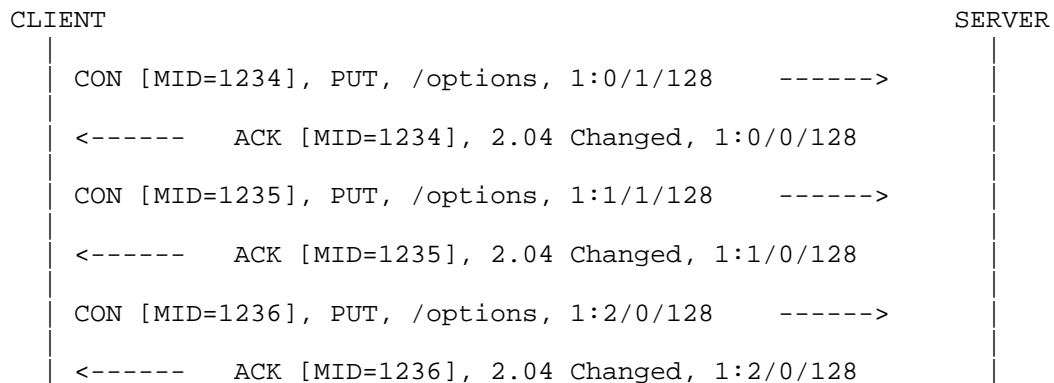 CLIENT                                                     SERVER
  |                                                          |
  | CON [MID=1234], PUT, /options, 1:0/1/128    ------>      |
  |                                                          |
  | <------   ACK [MID=1234], 2.04 Changed, 1:0/0/128        |
  |                                                          |
  | CON [MID=1235], PUT, /options, 1:1/1/128    ------>      |
  |                                                          |
  | <------   ACK [MID=1235], 2.04 Changed, 1:1/0/128        |
  |                                                          |
  | CON [MID=1236], PUT, /options, 1:2/0/128    ------>      |
  |                                                          |
  | <------   ACK [MID=1236], 2.04 Changed, 1:2/0/128        |